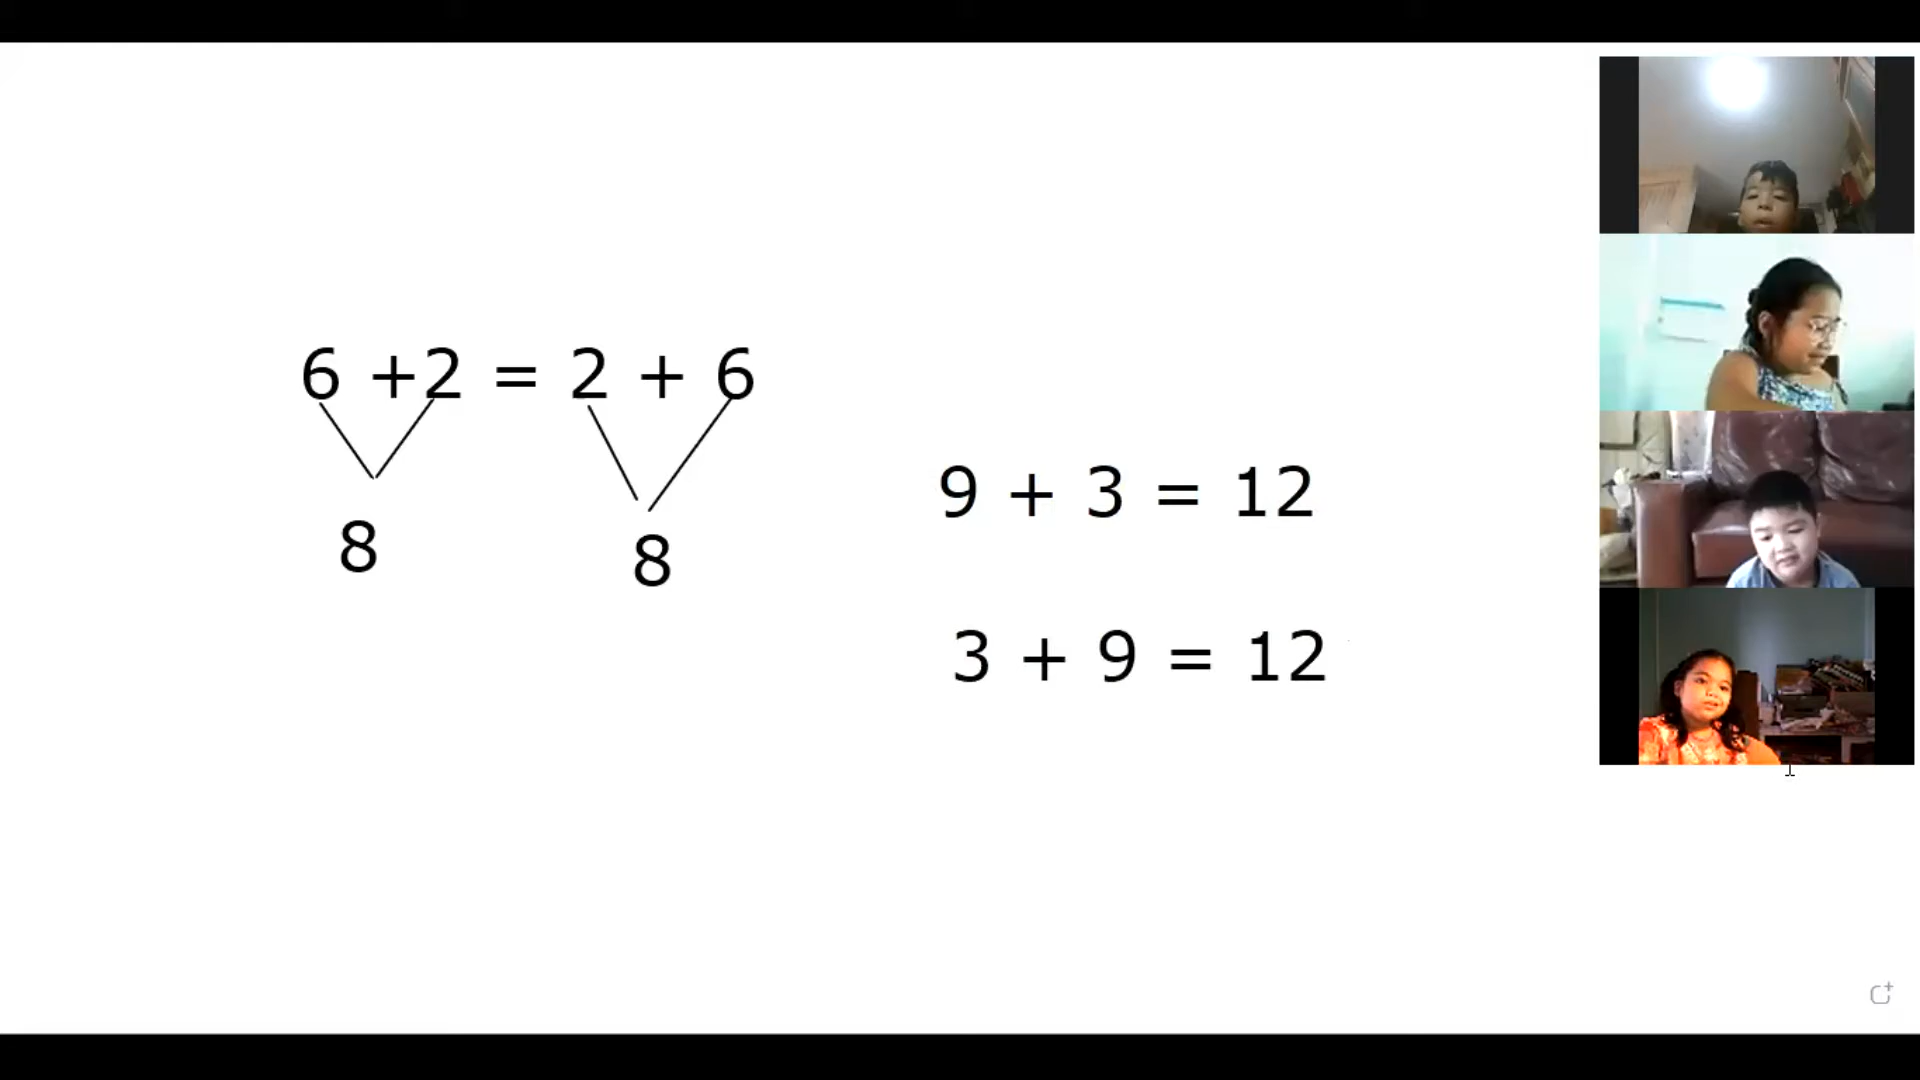 6 +2 = 2 + 6
8 8
9 + 3 = 12
3 + 9 = 12